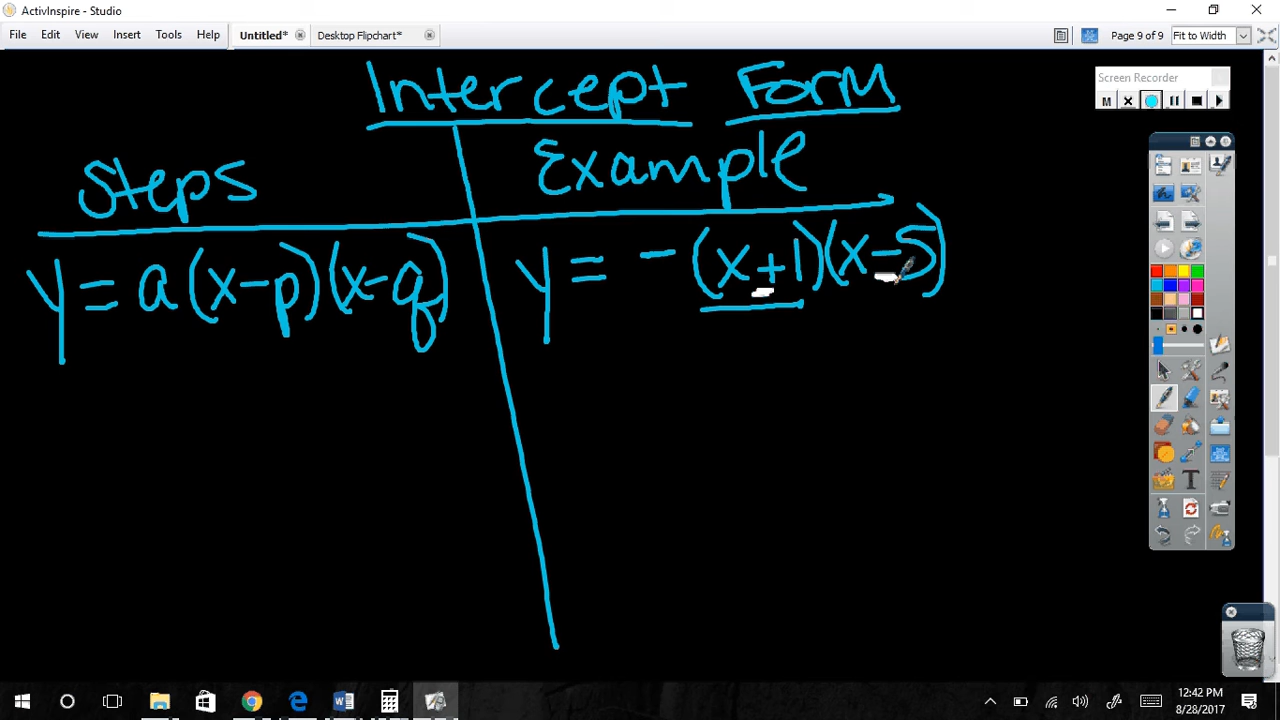 ActivInspire - Studio
File Edit View Insert Tools Help Untitled* Desktop Flipchart* Page 9 of 9 Fit to Width
Intercept Form
Screen Recorder
M
Steps Example
y = a(x-p)(x-q) y = -(x+1)(x-5)
T
12:42 PM
8/28/2017